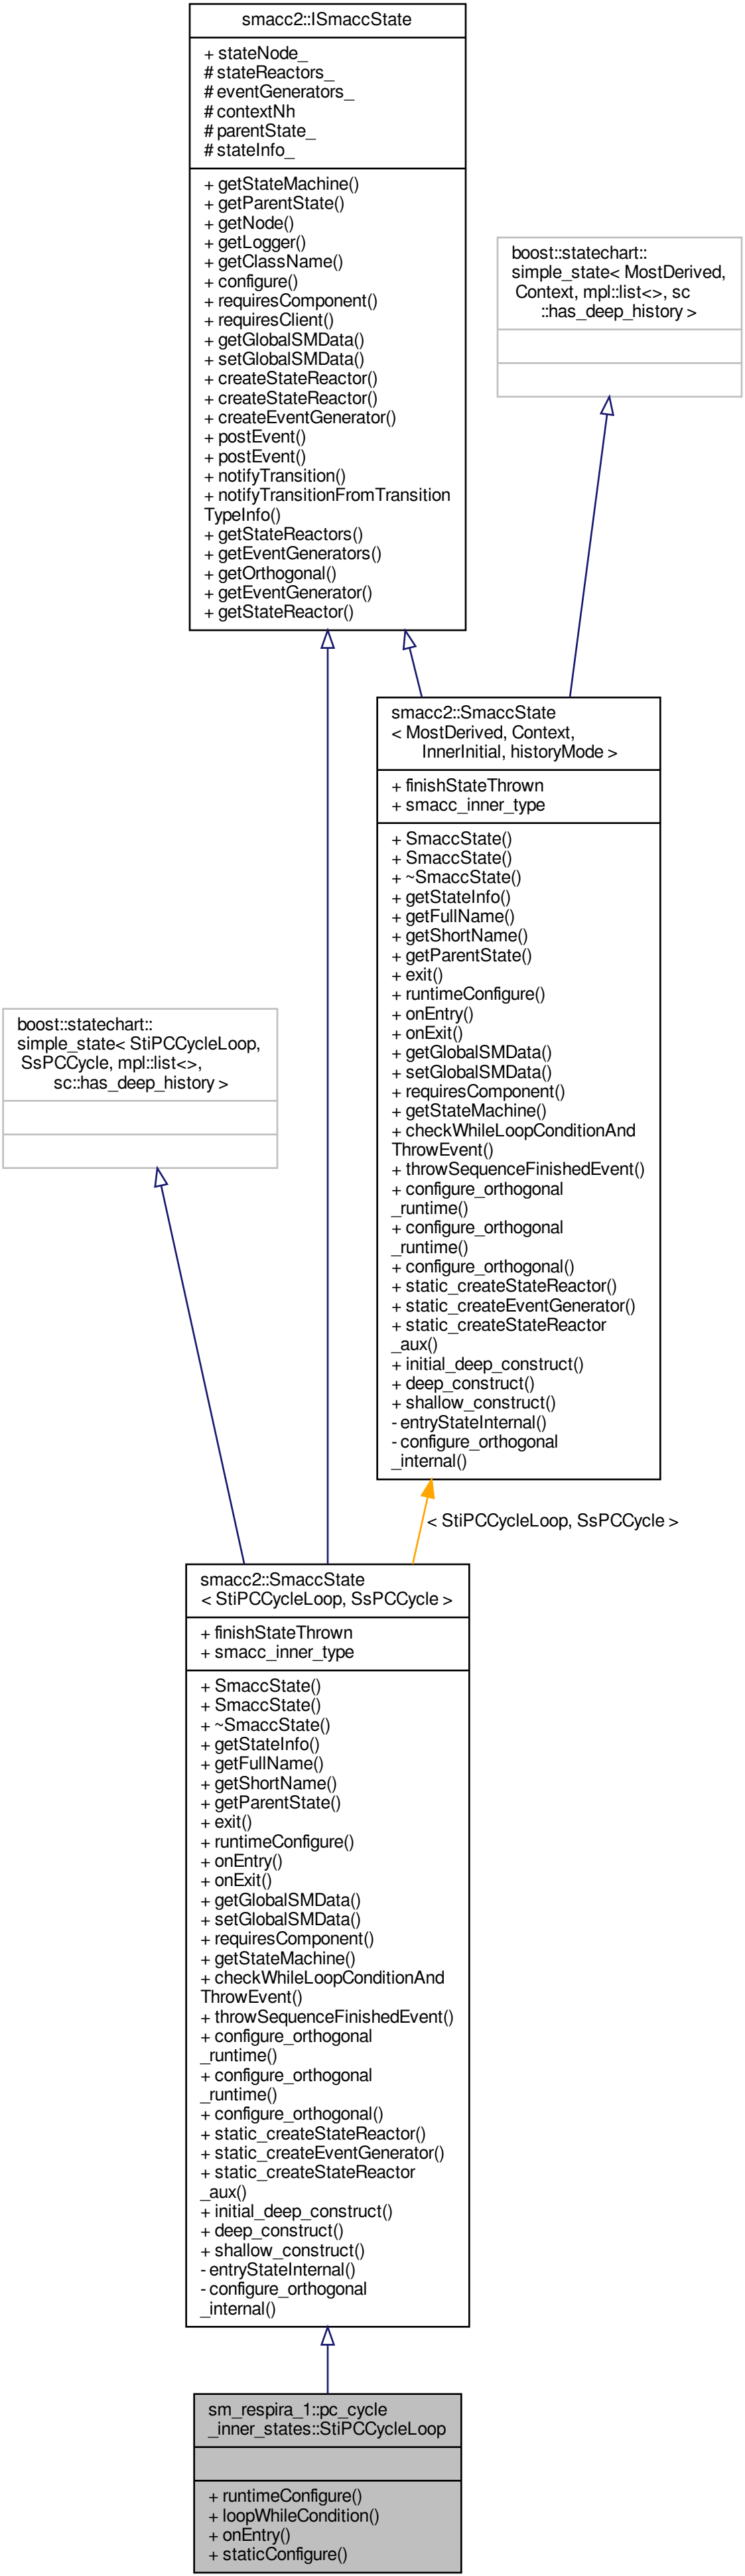 smacc2::ISmaccState
+ stateNode_
# stateReactors_
# eventGenerators_
# contextNh
# parentState_
# stateInfo_
+ getStateMachine()
+ getParentState()
+ getNode()
+ getLogger()
+ getClassName()
+ configure()
+ requiresComponent()
+ requiresClient()
+ getGlobalSMData()
+ setGlobalSMData()
+ createStateReactor()
+ createStateReactor()
+ createEventGenerator()
+ postEvent()
+ postEvent()
+ notifyTransition()
+ notifyTransitionFromTransition
TypeInfo()
+ getStateReactors()
+ getEventGenerators()
+ getOrthogonal()
+ getEventGenerator()
+ getStateReactor()
boost::statechart::
simple_state< MostDerived,
Context, mpl::list<>, sc
::has_deep_history >
smacc2::SmaccState
< MostDerived, Context,
InnerInitial, historyMode >
+ finishStateThrown
+ smacc_inner_type
+ SmaccState()
+ SmaccState()
+ ~SmaccState()
+ getStateInfo()
+ getFullName()
+ getShortName()
+ getParentState()
+ exit()
+ runtimeConfigure()
+ onEntry()
+ onExit()
+ getGlobalSMData()
+ setGlobalSMData()
+ requiresComponent()
+ getStateMachine()
+ checkWhileLoopConditionAnd
ThrowEvent()
+ throwSequenceFinishedEvent()
+ configure_orthogonal
_runtime()
+ configure_orthogonal
_runtime()
+ configure_orthogonal()
+ static_createStateReactor()
+ static_createEventGenerator()
+ static_createStateReactor
_aux()
+ initial_deep_construct()
+ deep_construct()
+ shallow_construct()
- entryStateInternal()
- configure_orthogonal
_internal()
boost::statechart::
simple_state< StiPCCycleLoop,
SsPCCycle, mpl::list<>,
sc::has_deep_history >
< StiPCCycleLoop, SsPCCycle >
smacc2::SmaccState
< StiPCCycleLoop, SsPCCycle >
+ finishStateThrown
+ smacc_inner_type
+ SmaccState()
+ SmaccState()
+ ~SmaccState()
+ getStateInfo()
+ getFullName()
+ getShortName()
+ getParentState()
+ exit()
+ runtimeConfigure()
+ onEntry()
+ onExit()
+ getGlobalSMData()
+ setGlobalSMData()
+ requiresComponent()
+ getStateMachine()
+ checkWhileLoopConditionAnd
ThrowEvent()
+ throwSequenceFinishedEvent()
+ configure_orthogonal
_runtime()
+ configure_orthogonal
_runtime()
+ configure_orthogonal()
+ static_createStateReactor()
+ static_createEventGenerator()
+ static_createStateReactor
_aux()
+ initial_deep_construct()
+ deep_construct()
+ shallow_construct()
- entryStateInternal()
- configure_orthogonal
_internal()
sm_respira_1::pc_cycle
_inner_states::StiPCCycleLoop
+ runtimeConfigure()
+ loopWhileCondition()
+ onEntry()
+ staticConfigure()